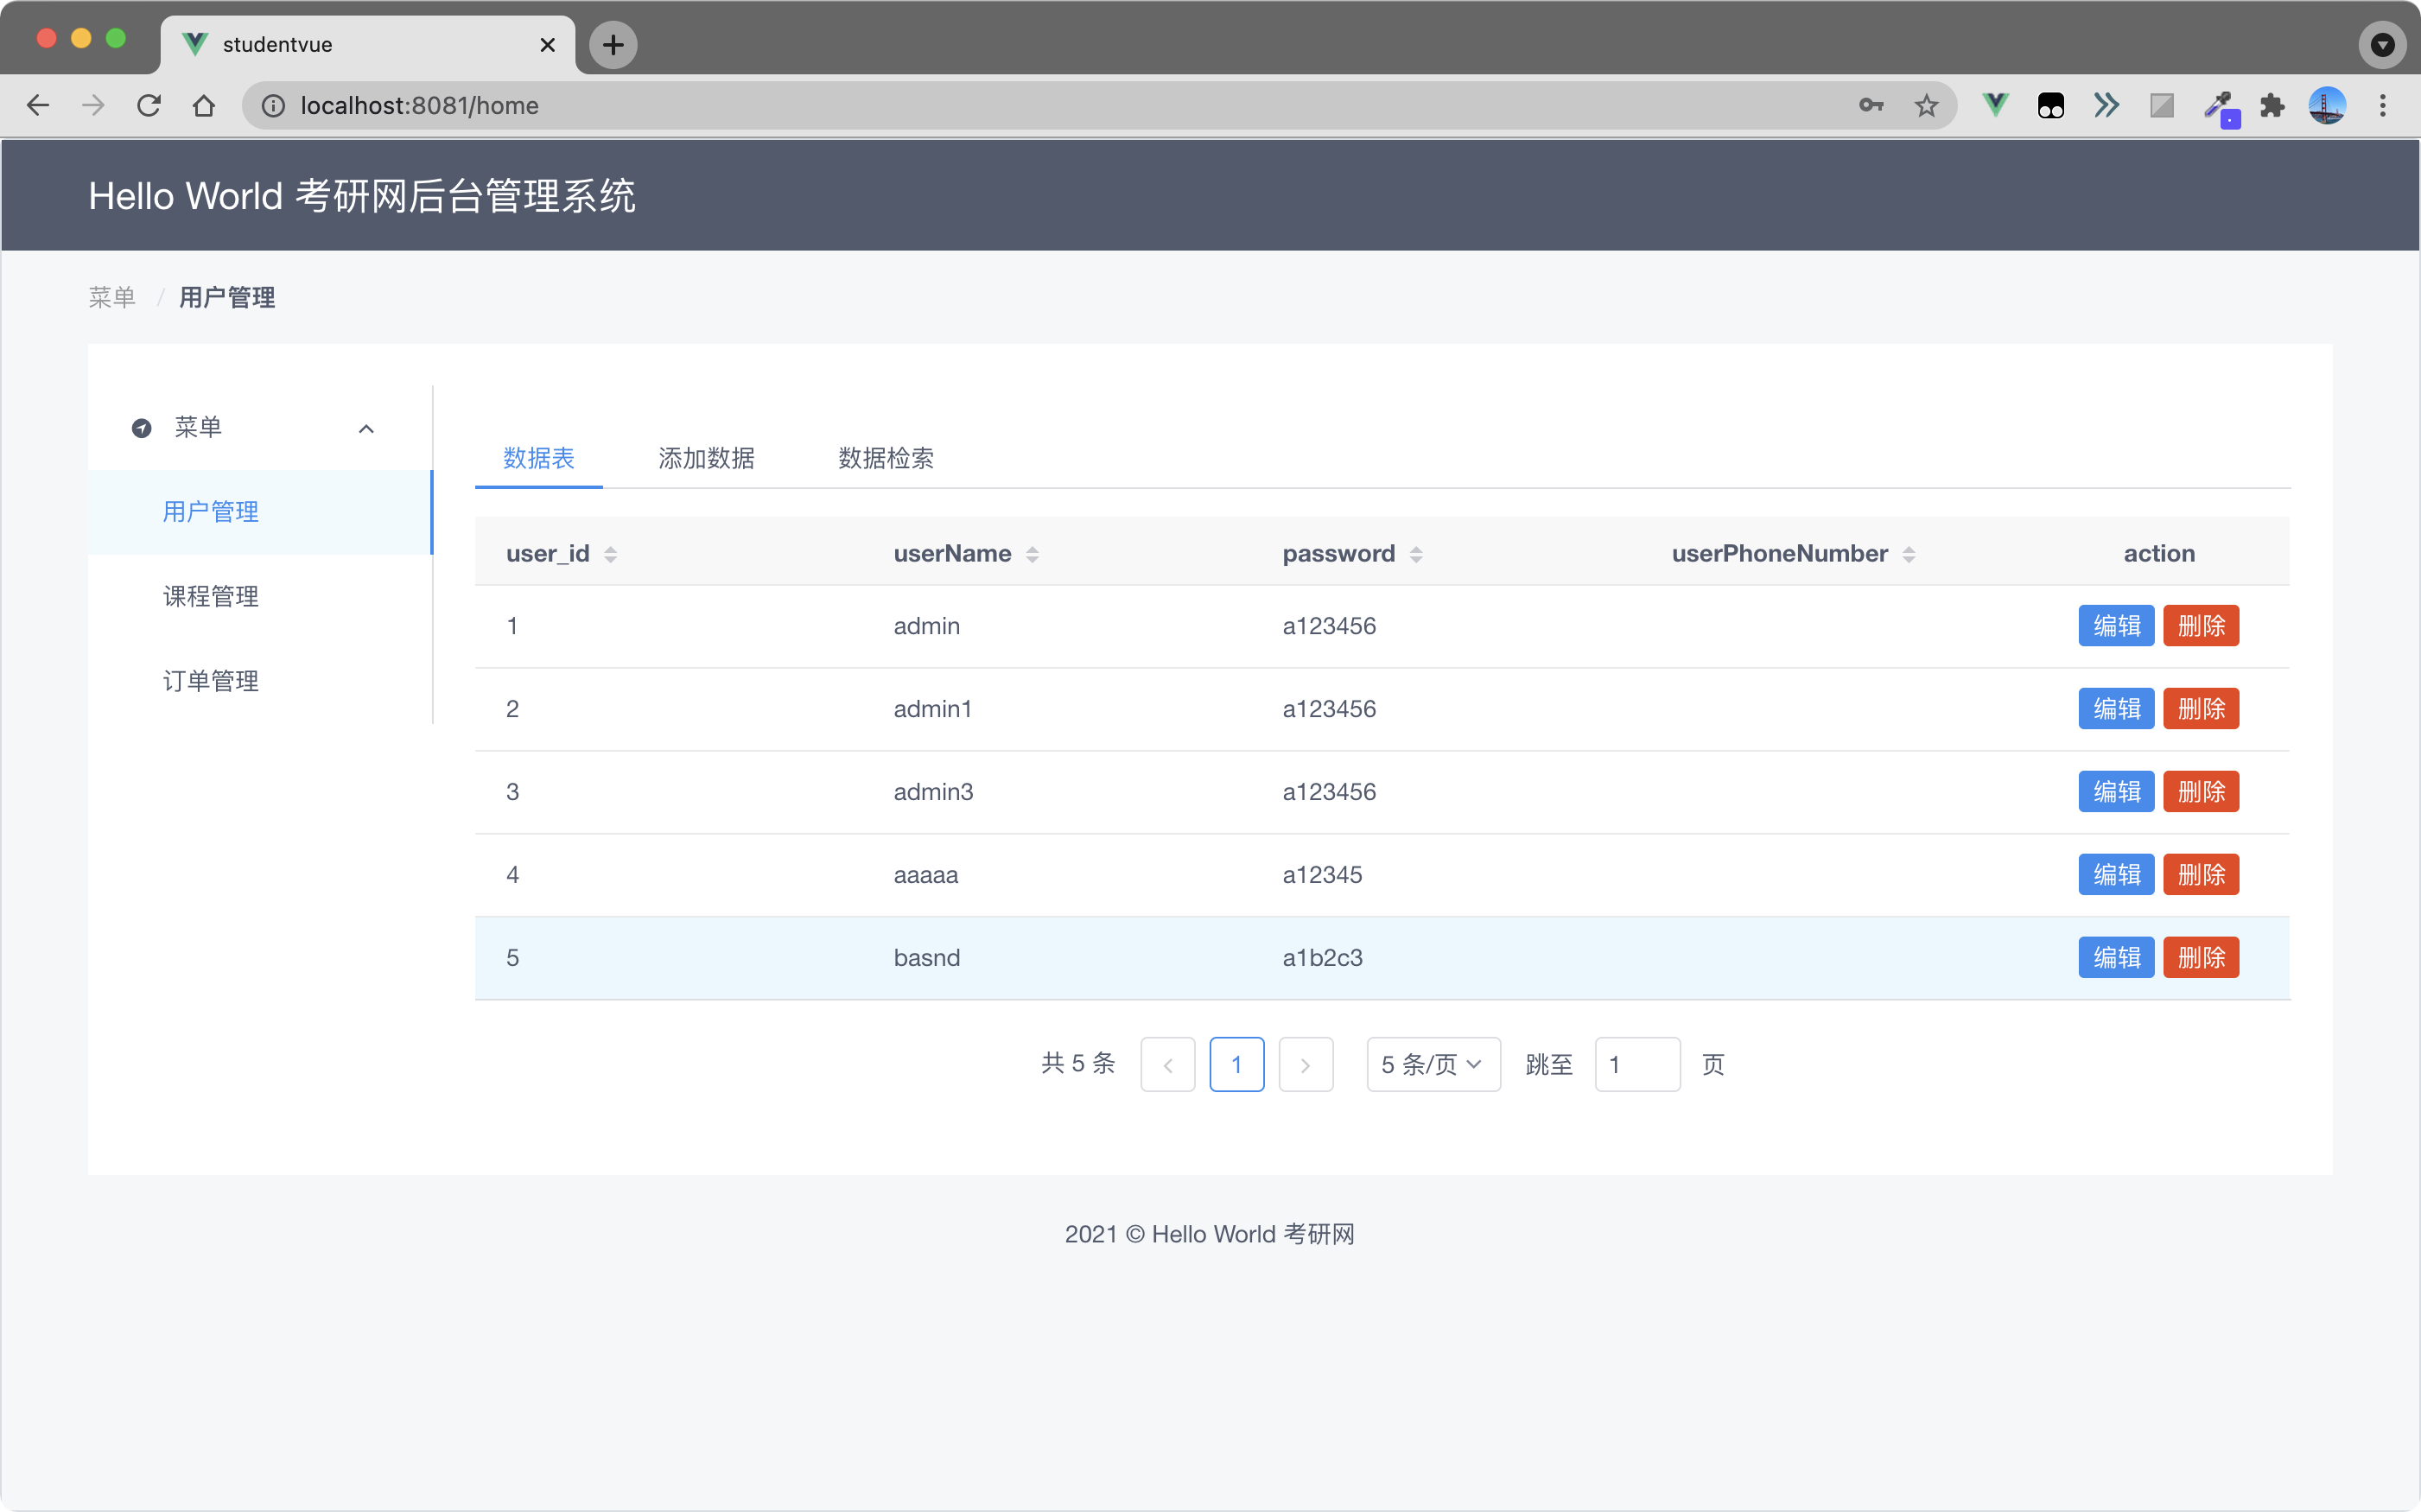 studentvue
localhost:8081/home
Hello World 考研网后台管理系统
菜单 / 用户管理
菜单
用户管理
课程管理
订单管理
数据表 添加数据 数据检索
user_id userName password userPhoneNumber action
1 admin a123456 编辑 删除
2 admin1 a123456 编辑 删除
3 admin3 a123456 编辑 删除
4 aaaaa a12345 编辑 删除
5 basnd a1b2c3 编辑 删除
共 5 条 1 5 条/页 跳至 1 页
2021 © Hello World 考研网